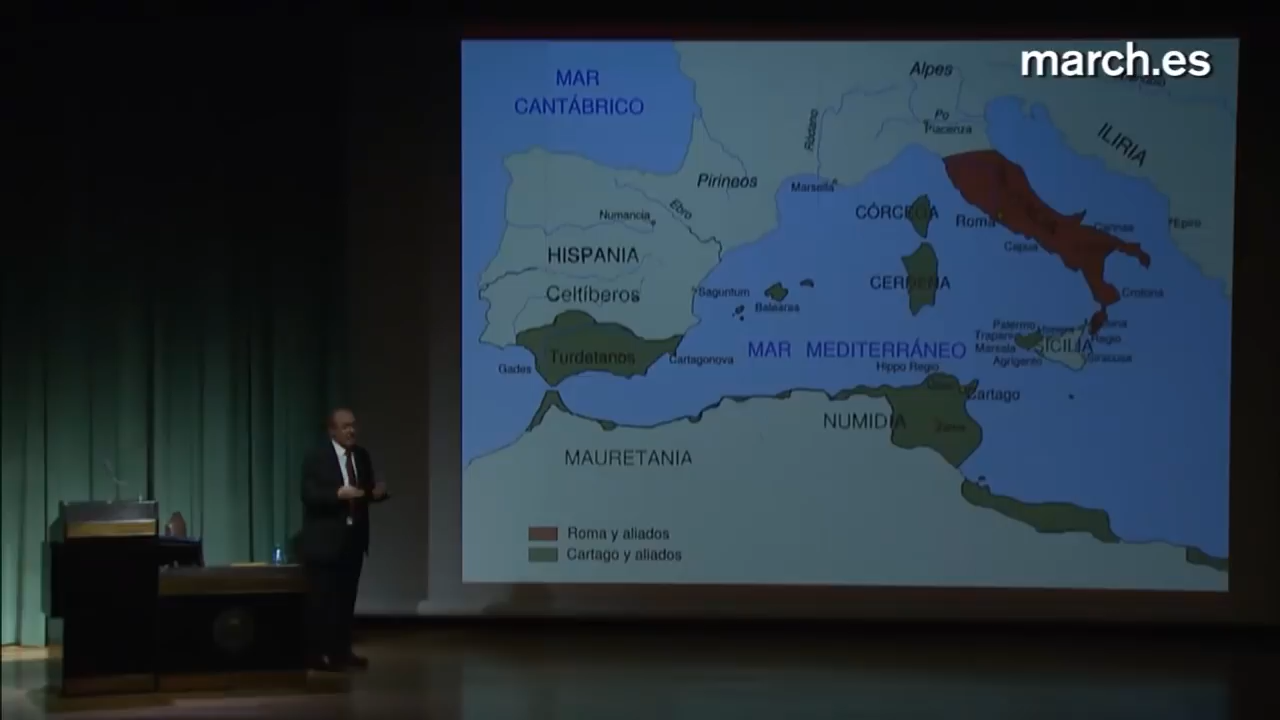 march.es
MAR
CANTÁBRICO
Alpes
Ródano
Po
Piacenza
ILIRIA
Pirineos
Marsella
Numancia
Ebro
CÓRCEGA
Roma
Cannas
Epiro
Capua
HISPANIA
Celtíberos
Saguntum
Baleares
CERDEÑA
Crotona
Turdetanos
Gades
Cartagonova
MAR MEDITERRÁNEO
Palermo
Trapani
Marsala
SICILIA
Regio
Agrigento
Siracusa
Hippo Regio
Cartago
NUMIDIA
Zama
MAURETANIA
Roma y aliados
Cartago y aliados